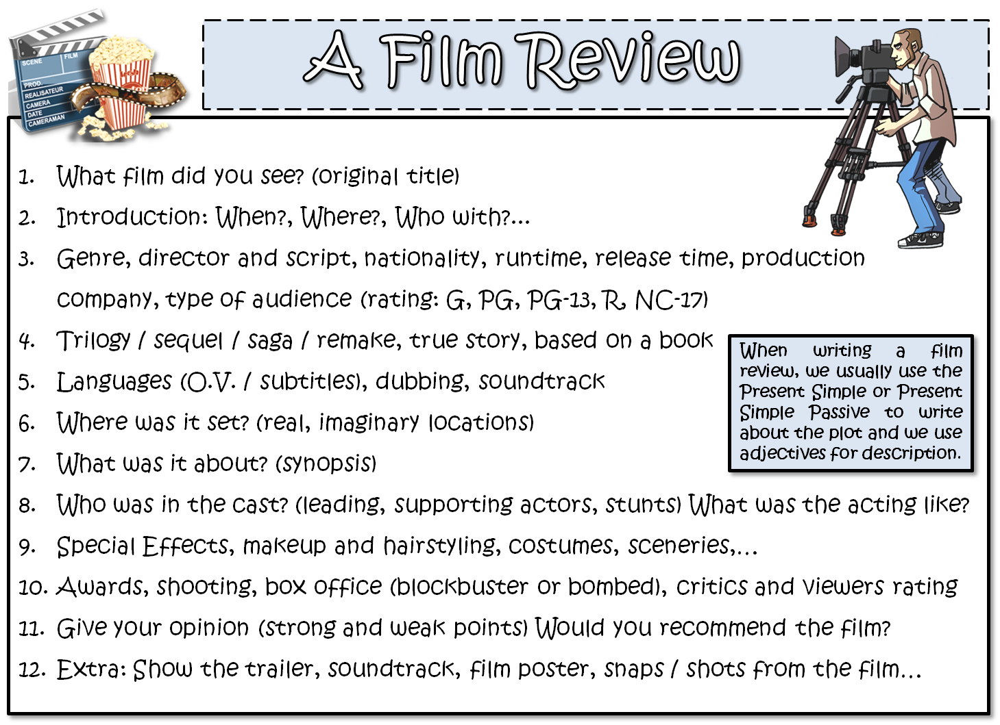 A Film Review
SCENE
FILM
PROD.
REALISATEUR
CAMERA
DATE
CAMERAMAN
1. What film did you see? (original title)
2. Introduction: When?, Where?, Who with?...
3. Genre, director and script, nationality, runtime, release time, production
company, type of audience (rating: G, PG, PG-13, R, NC-17)
4. Trilogy / sequel / saga / remake, true story, based on a book
5. Languages (O.V. / subtitles), dubbing, soundtrack
6. Where was it set? (real, imaginary locations)
7. What was it about? (synopsis)
When writing a film
review, we usually use the
Present Simple or Present
Simple Passive to write
about the plot and we use
adjectives for description.
8. Who was in the cast? (leading, supporting actors, stunts) What was the acting like?
9. Special Effects, makeup and hairstyling, costumes, sceneries,...
10. Awards, shooting, box office (blockbuster or bombed), critics and viewers rating
11. Give your opinion (strong and weak points) Would you recommend the film?
12. Extra: Show the trailer, soundtrack, film poster, snaps / shots from the film...